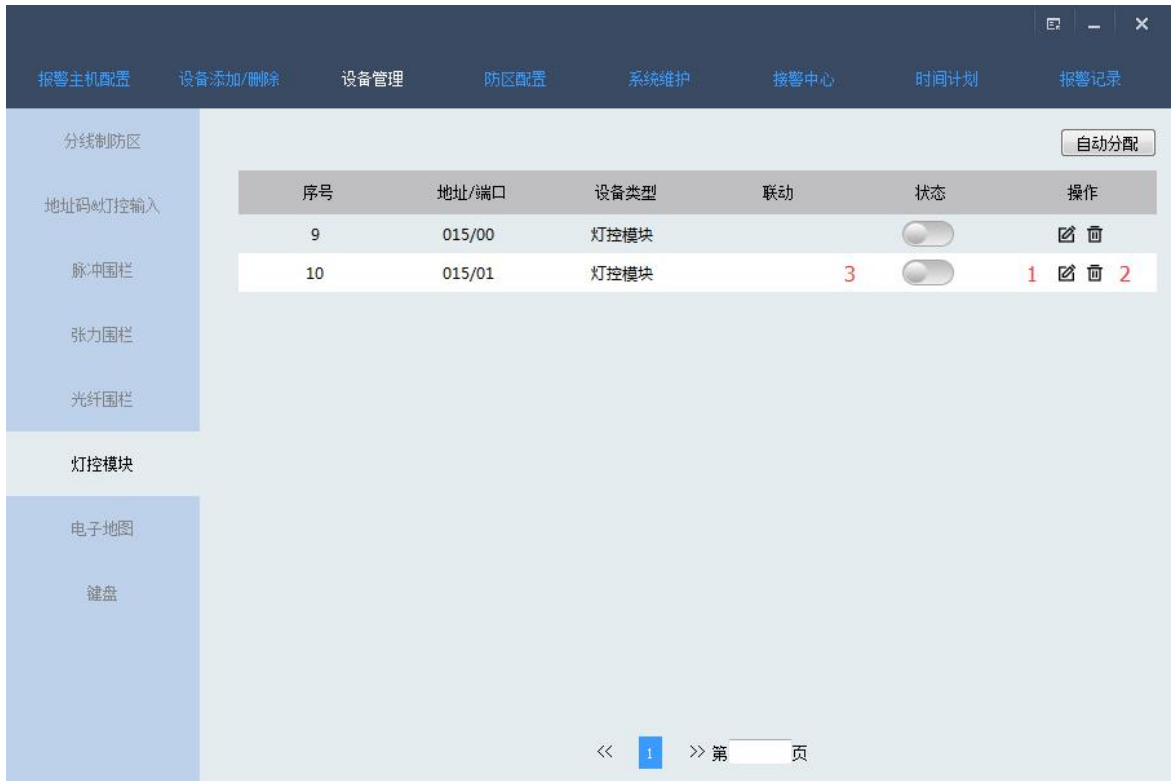 报警主机配置 设备添加/删除 设备管理 防区配置 系统维护 接警中心 时间计划 报警记录
分线制防区
地址码&灯控输入
脉冲围栏
张力围栏
光纤围栏
灯控模块
电子地图
键盘
自动分配
序号 地址/端口 设备类型 联动 状态 操作
9 015/00 灯控模块
10 015/01 灯控模块 3 1 2
<< 1 >> 第 页